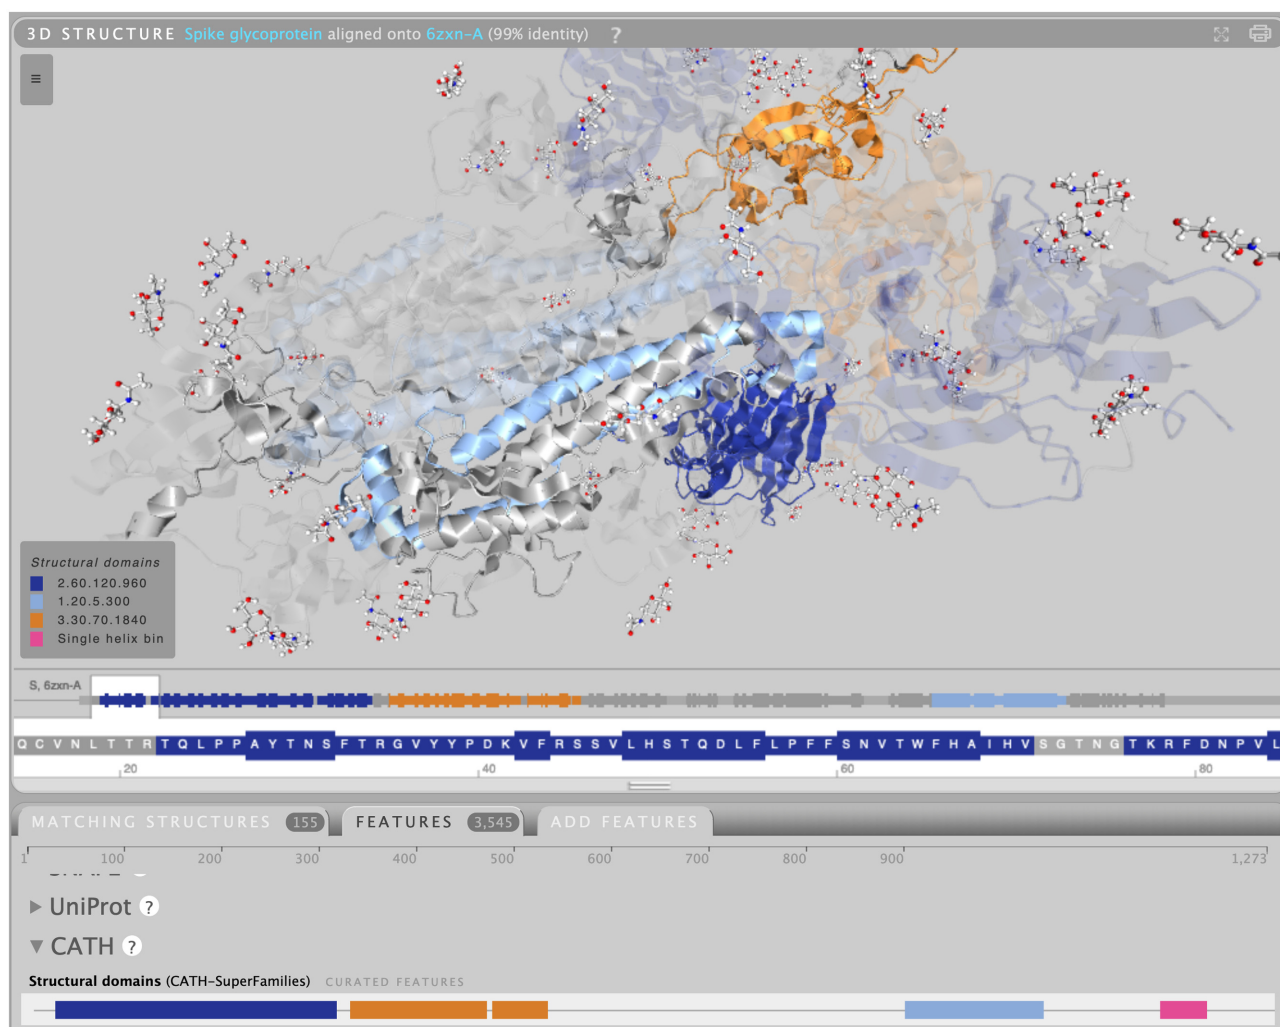 3D STRUCTURE Spike glycoprotein aligned onto 6zxn-A (99% identity) ?
Structural domains
2.60.120.960
1.20.5.300
3.30.70.1840
Single helix bin
S, 6zxn-A
Q C V N L T T R T Q L P P A Y T N S F T R G V Y Y P D K V F R S S V L H S T Q D L F L P F F S N V T W F H A I H V S G T N G T K R F D N P V L
20 40 60 80
MATCHING STRUCTURES 155 FEATURES 3,545 ADD FEATURES
1 100 200 300 400 500 600 700 800 900 1,273
UniProt ?
CATH ?
Structural domains (CATH-SuperFamilies) CURATED FEATURES